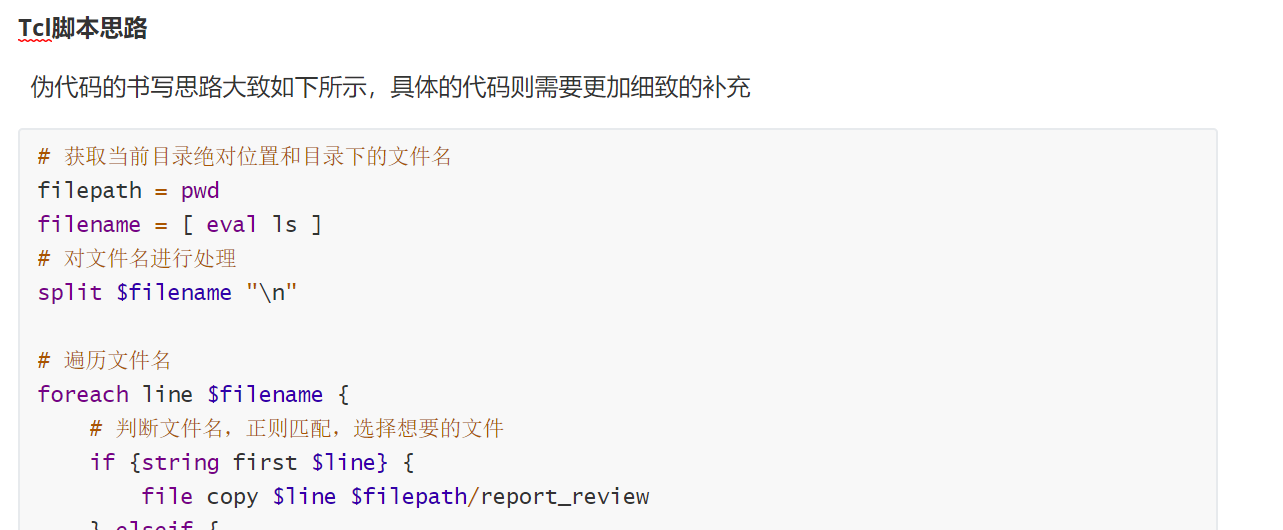 Tcl脚本思路
伪代码的书写思路大致如下所示，具体的代码则需要更加细致的补充
# 获取当前目录绝对位置和目录下的文件名
filepath = pwd
filename = [ eval ls ]
# 对文件名进行处理
split $filename "\n"
# 遍历文件名
foreach line $filename {
# 判断文件名，正则匹配，选择想要的文件
if {string first $line} {
file copy $line $filepath/report_review
} elseif {